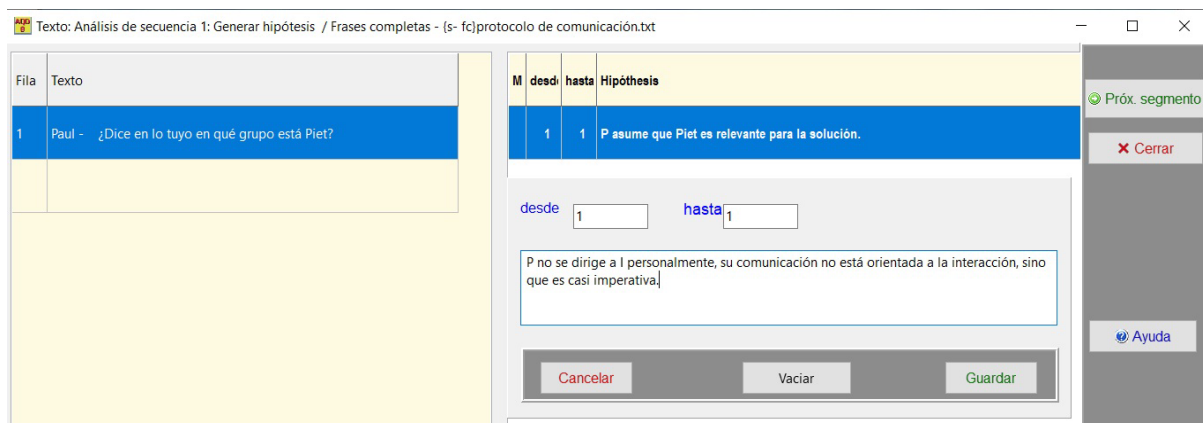 AQD
Texto: Análisis de secuencia 1: Generar hipótesis / Frases completas - {s- fc}protocolo de comunicación.txt
Fila Texto
M desde hasta Hipóthesis
Próx. segmento
1 Paul - ¿Dice en lo tuyo en qué grupo está Piet?
1 1 P asume que Piet es relevante para la solución.
Cerrar
desde 1 hasta 1
P no se dirige a I personalmente, su comunicación no está orientada a la interacción, sino
que es casi imperativa.
Ayuda
Cancelar Vaciar Guardar